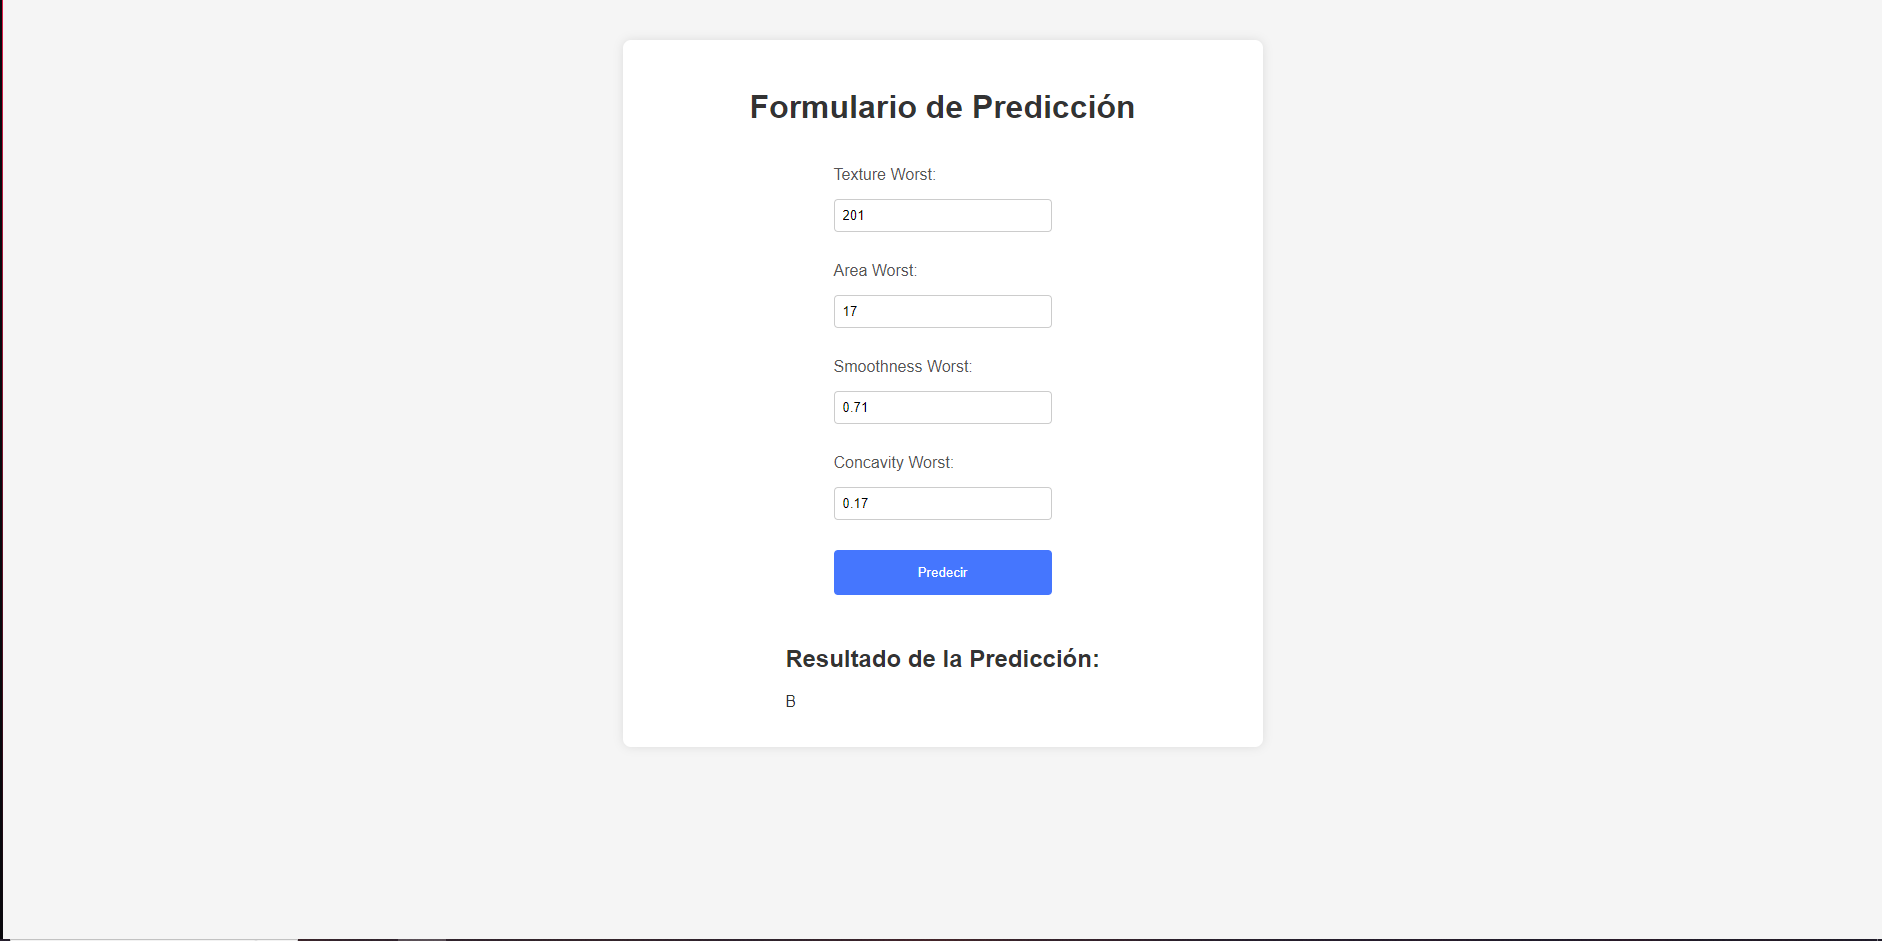 Formulario de Predicción
Texture Worst:
201
Area Worst:
17
Smoothness Worst:
0.71
Concavity Worst:
0.17
Predecir
Resultado de la Predicción:
B